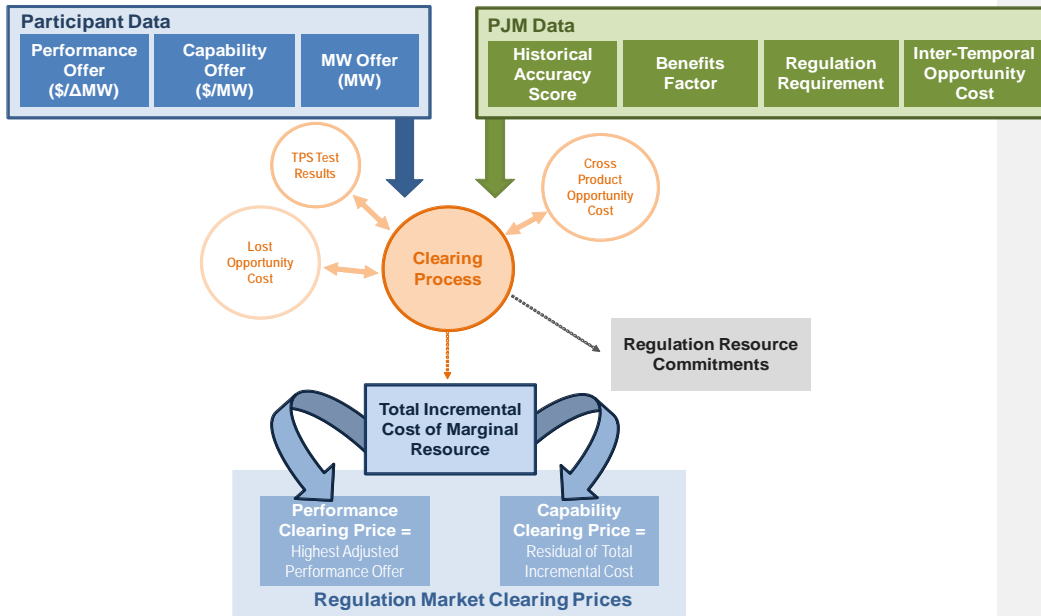 Participant Data
Performance
Offer
($/ΔMW)
Capability
Offer
($/MW)
MW Offer
(MW)
PJM Data
Historical
Accuracy
Score
Benefits
Factor
Regulation
Requirement
Inter-Temporal
Opportunity
Cost
TPS Test
Results
Cross
Product
Opportunity
Cost
Lost
Opportunity
Cost
Clearing
Process
Regulation Resource
Commitments
Total Incremental
Cost of Marginal
Resource
Performance
Clearing Price =
Highest Adjusted
Performance Offer
Capability
Clearing Price =
Residual of Total
Incremental Cost
Regulation Market Clearing Prices